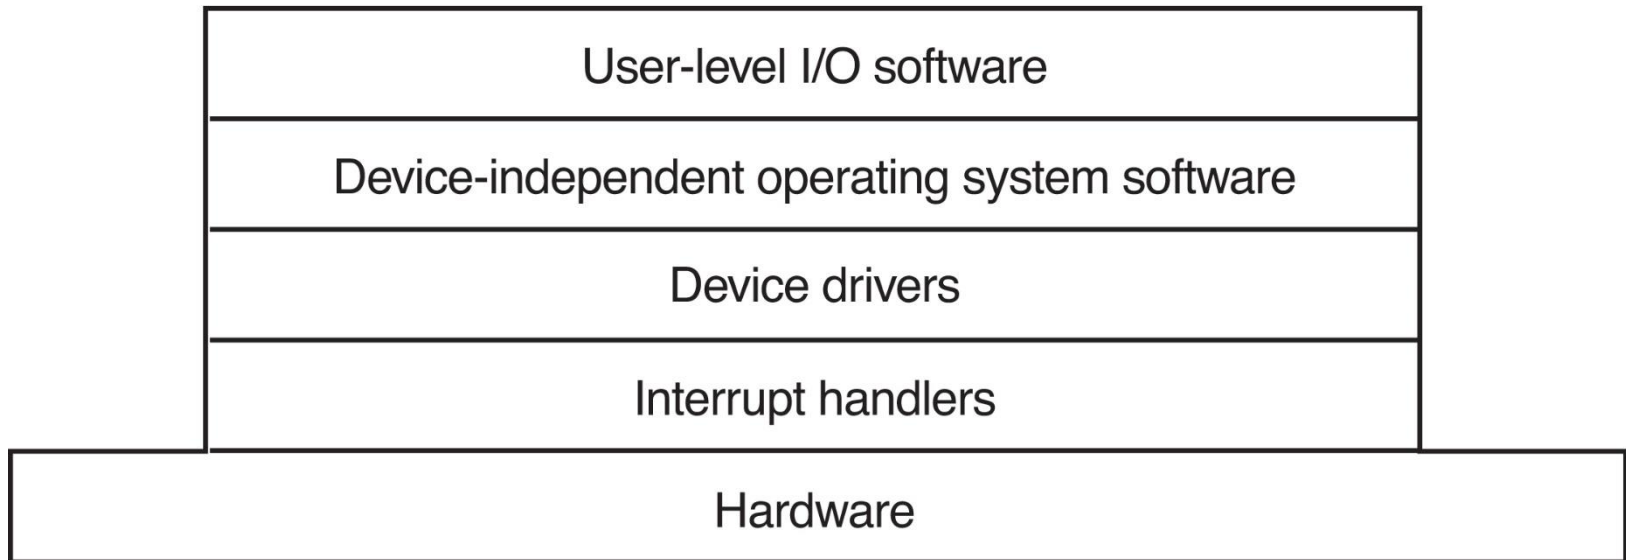 User-level I/O software
Device-independent operating system software
Device drivers
Interrupt handlers
Hardware